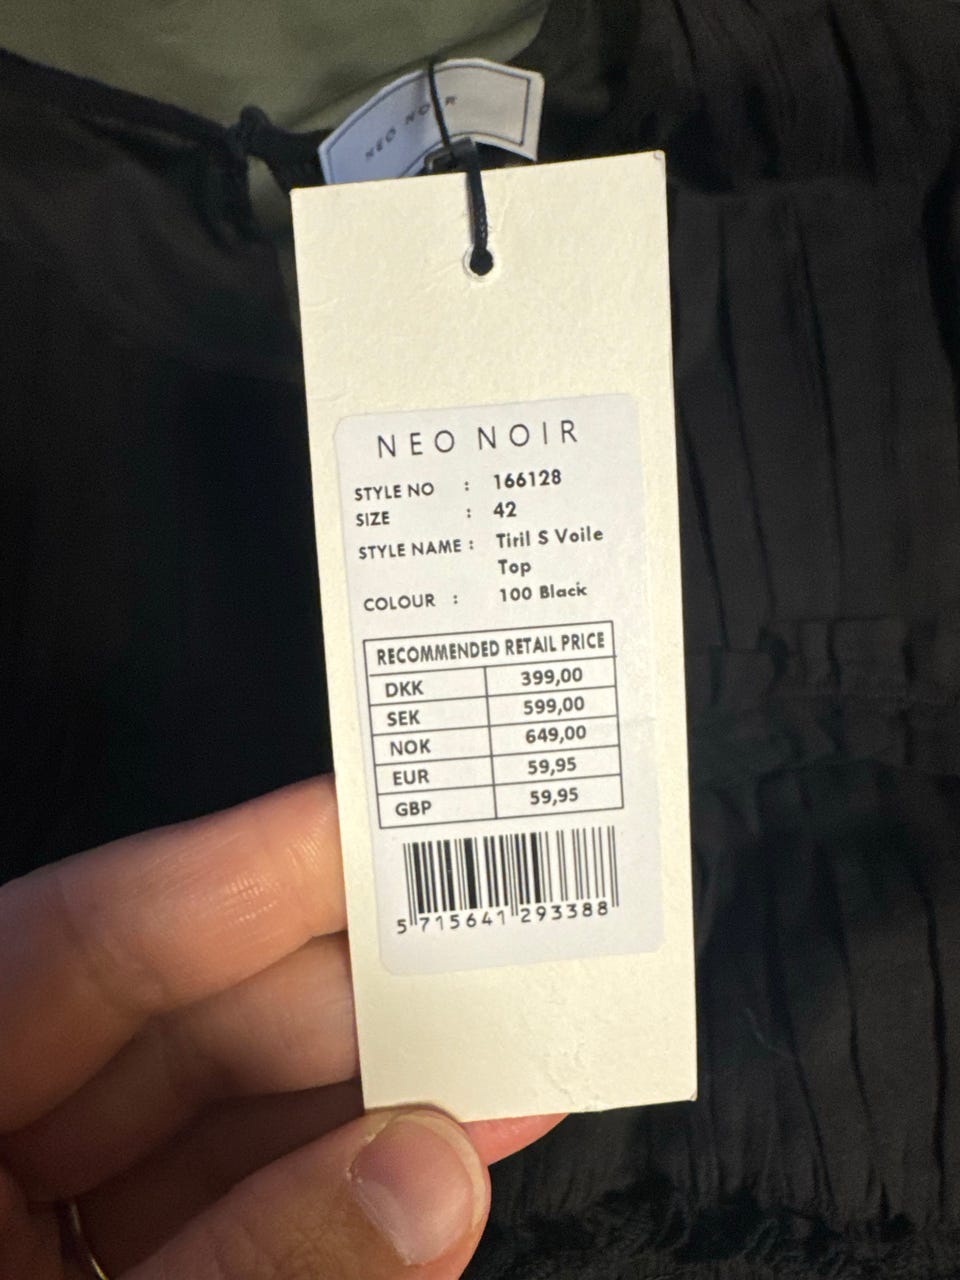 NEO NOIR
NEO NOIR
STYLE NO : 166128
SIZE : 42
STYLE NAME : Tiril S Voile
Top
COLOUR : 100 Black
RECOMMENDED RETAIL PRICE
DKK 399,00
SEK 599,00
NOK 649,00
EUR 59,95
GBP 59,95
5 715641 293388